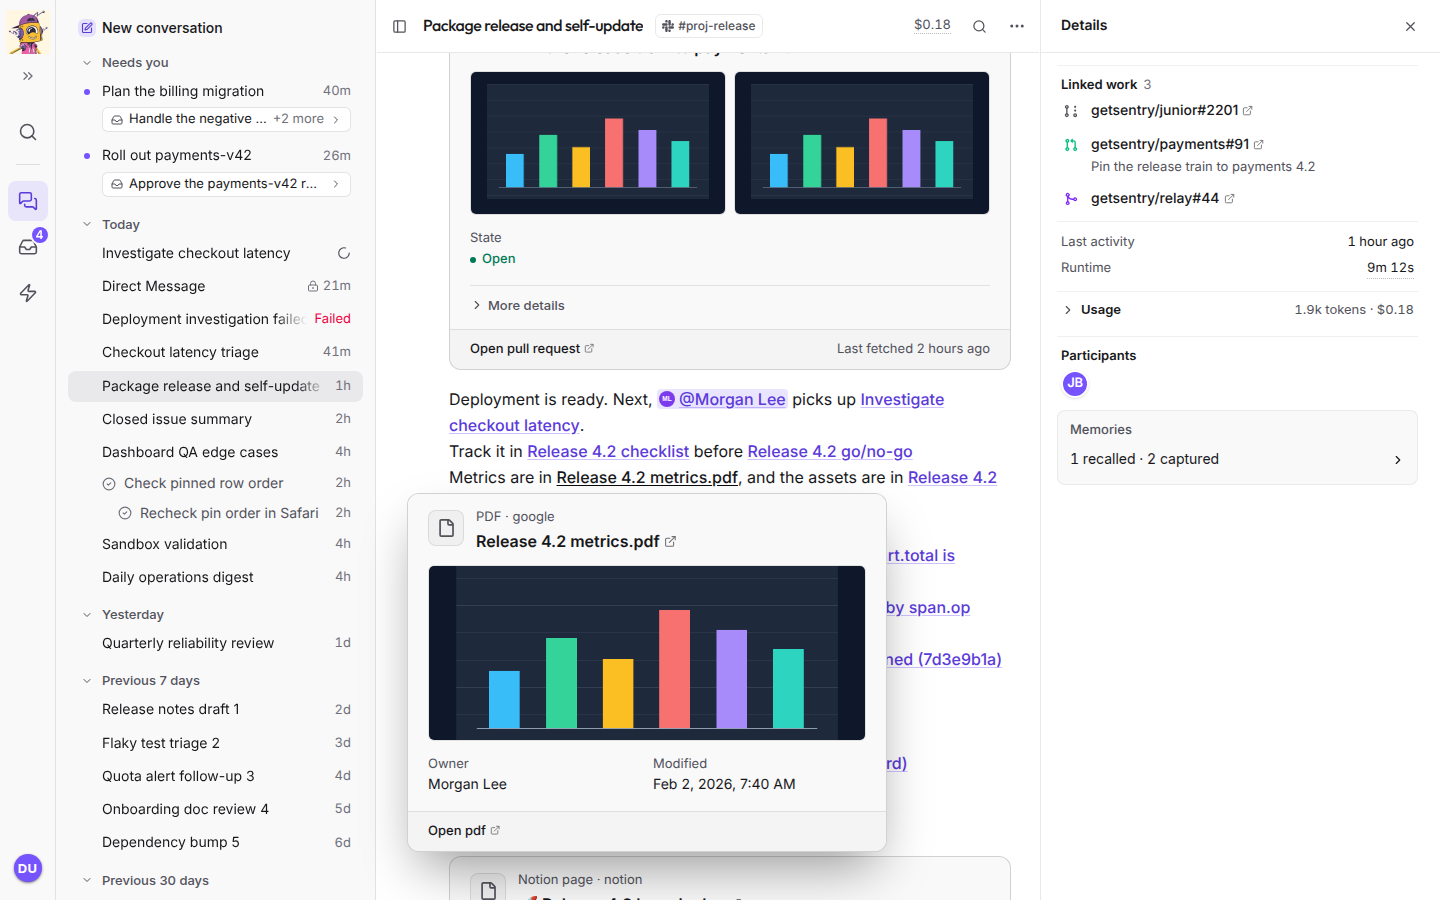 New conversation
Needs you
Plan the billing migration 40m
Handle the negative ... +2 more
Roll out payments-v42 26m
Approve the payments-v42 r...
Today
Investigate checkout latency
Direct Message 21m
Deployment investigation failed Failed
Checkout latency triage 41m
Package release and self-update 1h
Closed issue summary 2h
Dashboard QA edge cases 4h
Check pinned row order 2h
Recheck pin order in Safari 2h
Sandbox validation 4h
Daily operations digest 4h
Yesterday
Quarterly reliability review 1d
Previous 7 days
Release notes draft 1 2d
Flaky test triage 2 3d
Quota alert follow-up 3 4d
Onboarding doc review 4 5d
Dependency bump 5 6d
Previous 30 days
4
DU
Package release and self-update #proj-release $0.18
State
Open
More details
Open pull request Last fetched 2 hours ago
Deployment is ready. Next, ML @Morgan Lee picks up Investigate
checkout latency.
Track it in Release 4.2 checklist before Release 4.2 go/no-go
Metrics are in Release 4.2 metrics.pdf, and the assets are in Release 4.2
PDF · google
Release 4.2 metrics.pdf
Owner
Morgan Lee
Modified
Feb 2, 2026, 7:40 AM
Open pdf
rt.total is
by span.op
ned (7d3e9b1a)
rd)
Notion page · notion
Details
Linked work 3
getsentry/junior#2201
getsentry/payments#91
Pin the release train to payments 4.2
getsentry/relay#44
Last activity 1 hour ago
Runtime 9m 12s
Usage 1.9k tokens · $0.18
Participants
JB
Memories
1 recalled · 2 captured